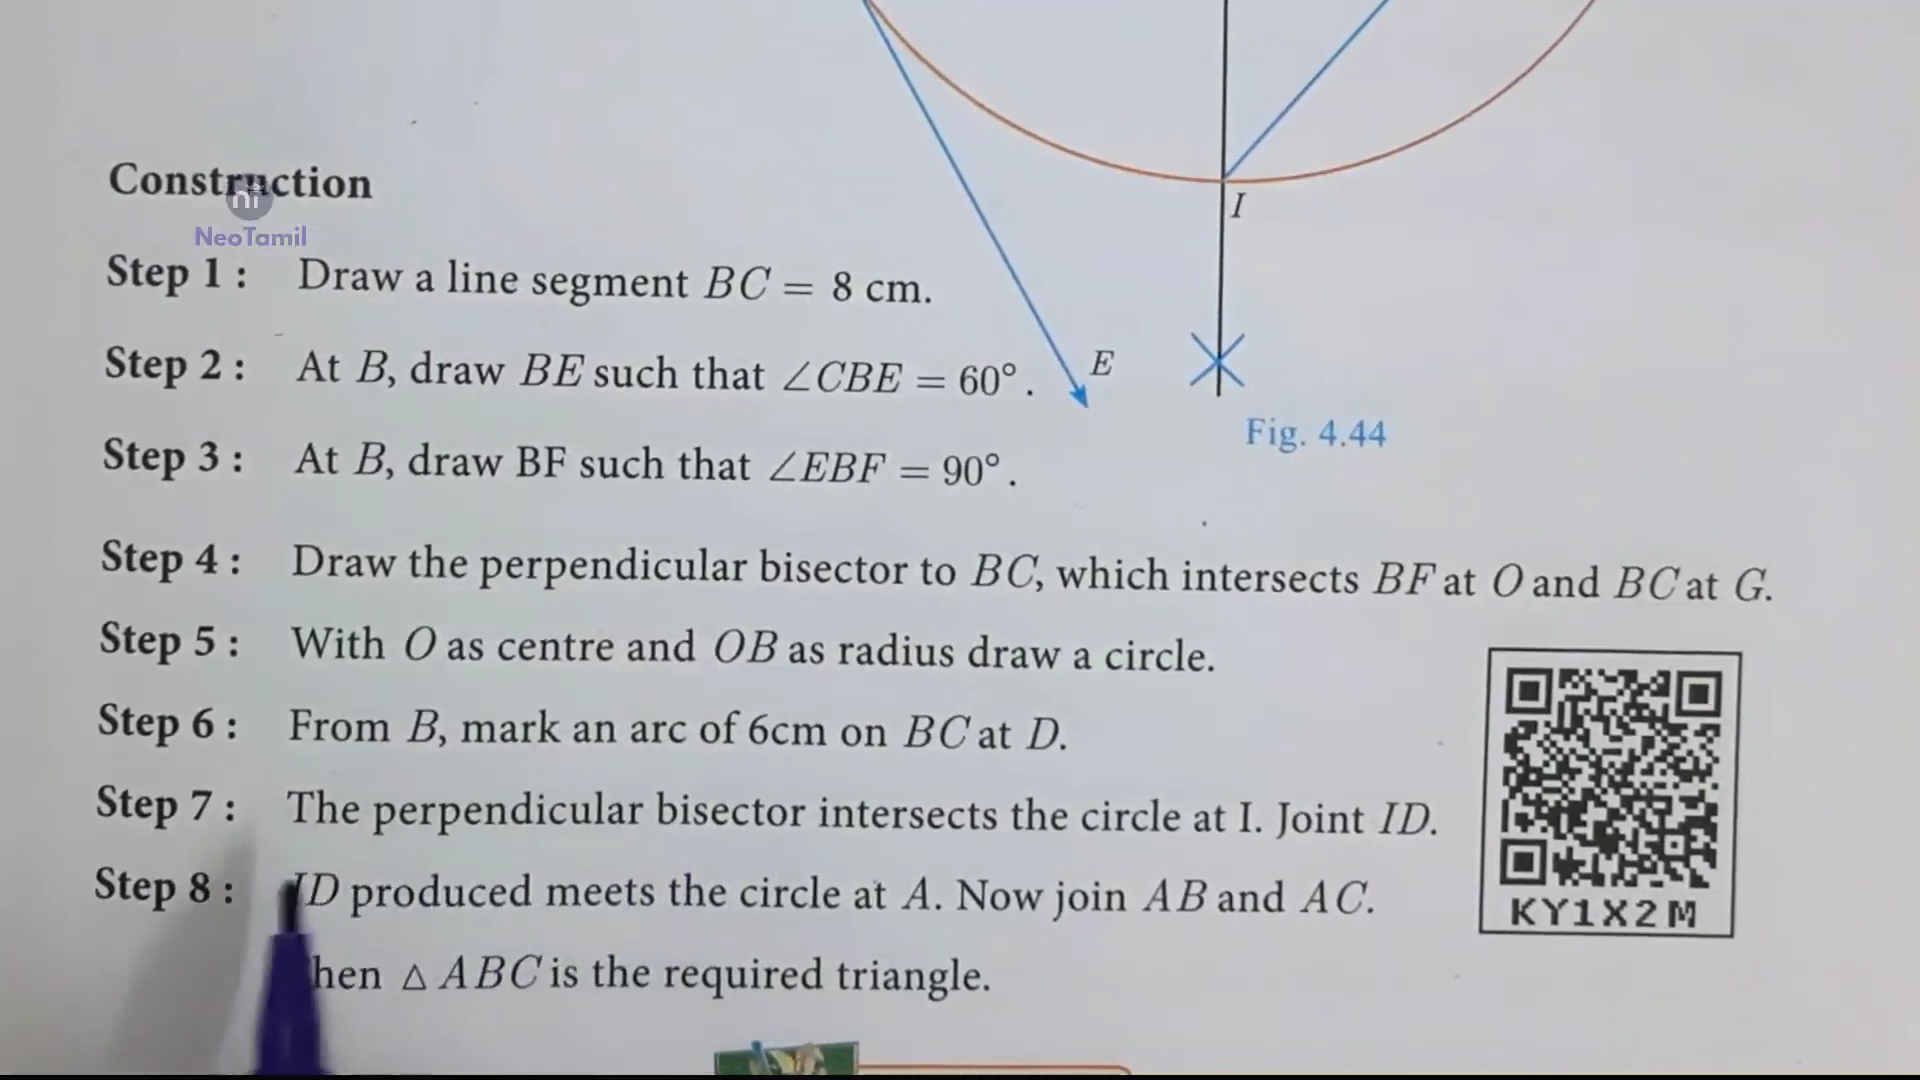 Construction
ni
NeoTamil
I
Step 1 : Draw a line segment BC = 8 cm.
Step 2 : At B, draw BE such that ∠CBE = 60° .
E
Fig. 4.44
Step 3 : At B, draw BF such that ∠EBF = 90° .
Step 4 : Draw the perpendicular bisector to BC, which intersects BF at O and BC at G.
Step 5 : With O as centre and OB as radius draw a circle.
Step 6 : From B, mark an arc of 6cm on BC at D.
Step 7 : The perpendicular bisector intersects the circle at I. Joint ID.
Step 8 : ID produced meets the circle at A. Now join AB and AC.
KY1X2M
hen △ ABC is the required triangle.